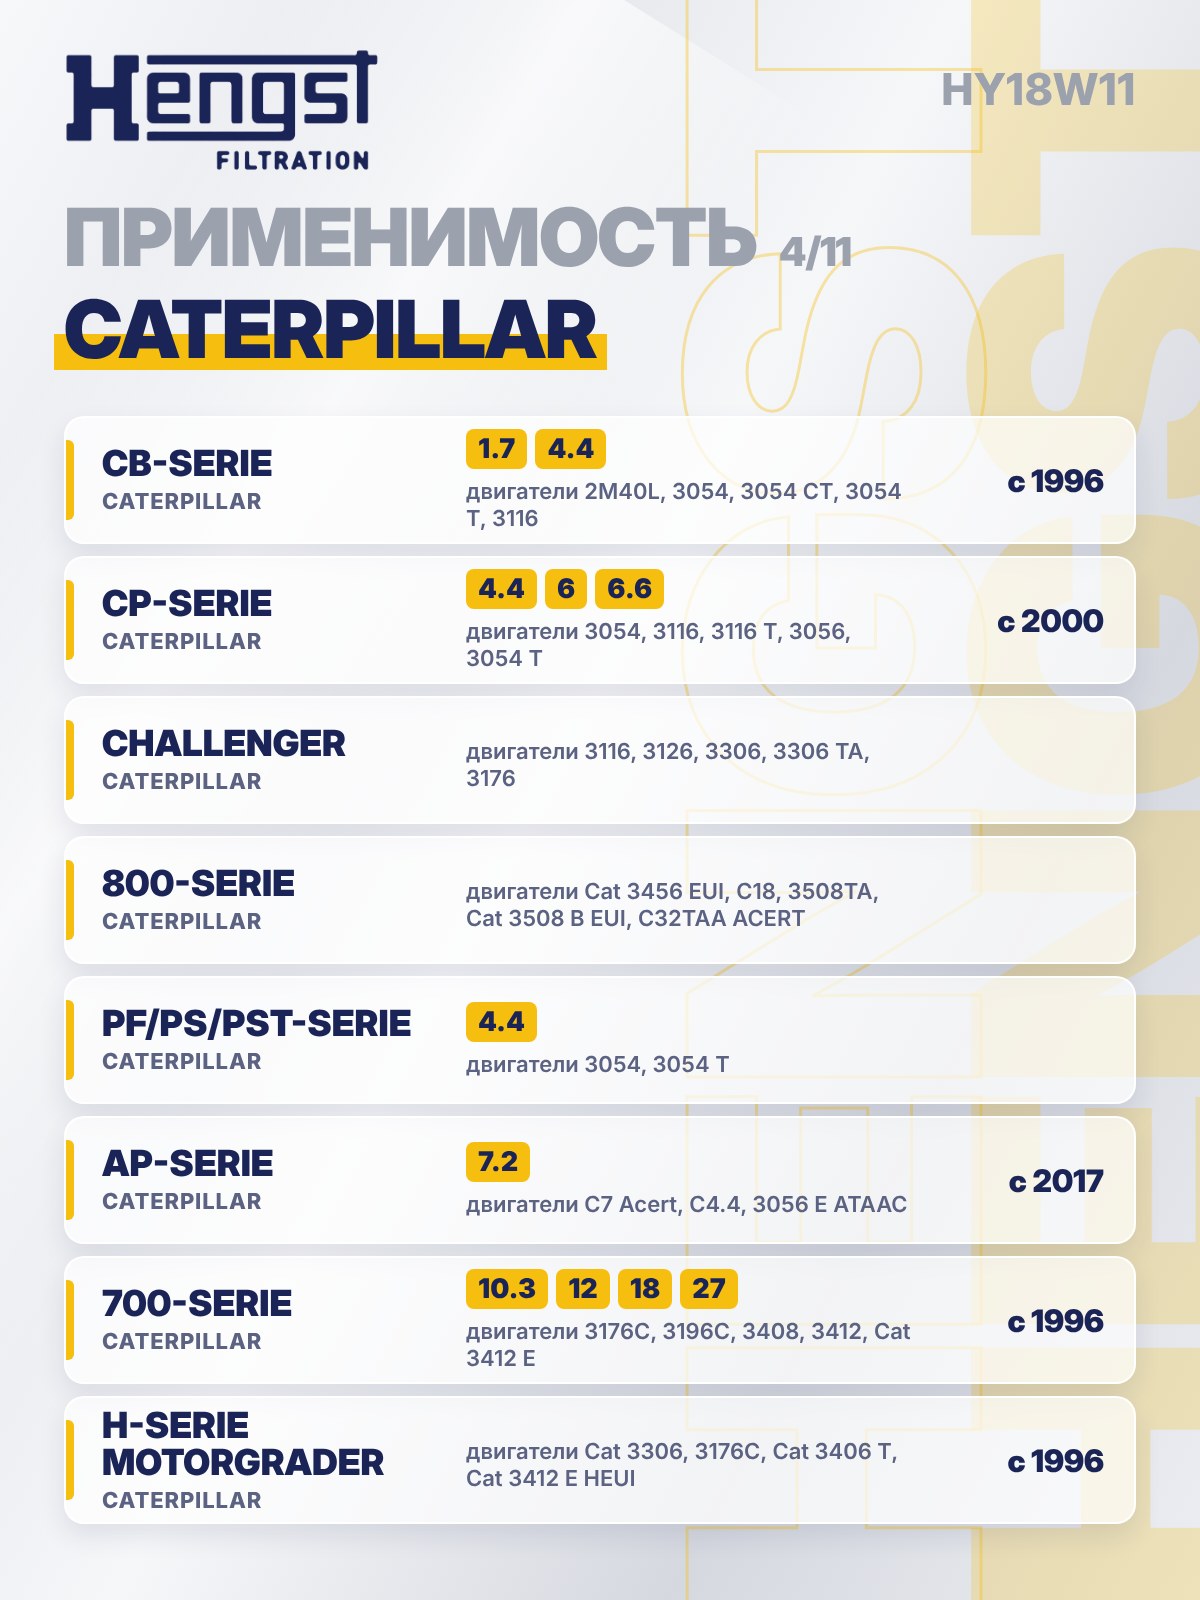 Hengst
FILTRATION
HY18W11
ПРИМЕНИМОСТЬ 4/11
CATERPILLAR
CB-SERIE
CATERPILLAR
1.7 4.4
двигатели 2M40L, 3054, 3054 CT, 3054
T, 3116
с 1996
CP-SERIE
CATERPILLAR
4.4 6 6.6
двигатели 3054, 3116, 3116 T, 3056,
3054 T
с 2000
CHALLENGER
CATERPILLAR
двигатели 3116, 3126, 3306, 3306 TA,
3176
800-SERIE
CATERPILLAR
двигатели Cat 3456 EUI, C18, 3508TA,
Cat 3508 B EUI, C32TAA ACERT
PF/PS/PST-SERIE
CATERPILLAR
4.4
двигатели 3054, 3054 T
AP-SERIE
CATERPILLAR
7.2
двигатели C7 Acert, C4.4, 3056 E ATAAC
с 2017
700-SERIE
CATERPILLAR
10.3 12 18 27
двигатели 3176C, 3196C, 3408, 3412, Cat
3412 E
с 1996
H-SERIE
MOTORGRADER
CATERPILLAR
двигатели Cat 3306, 3176C, Cat 3406 T,
Cat 3412 E HEUI
с 1996
HENGST